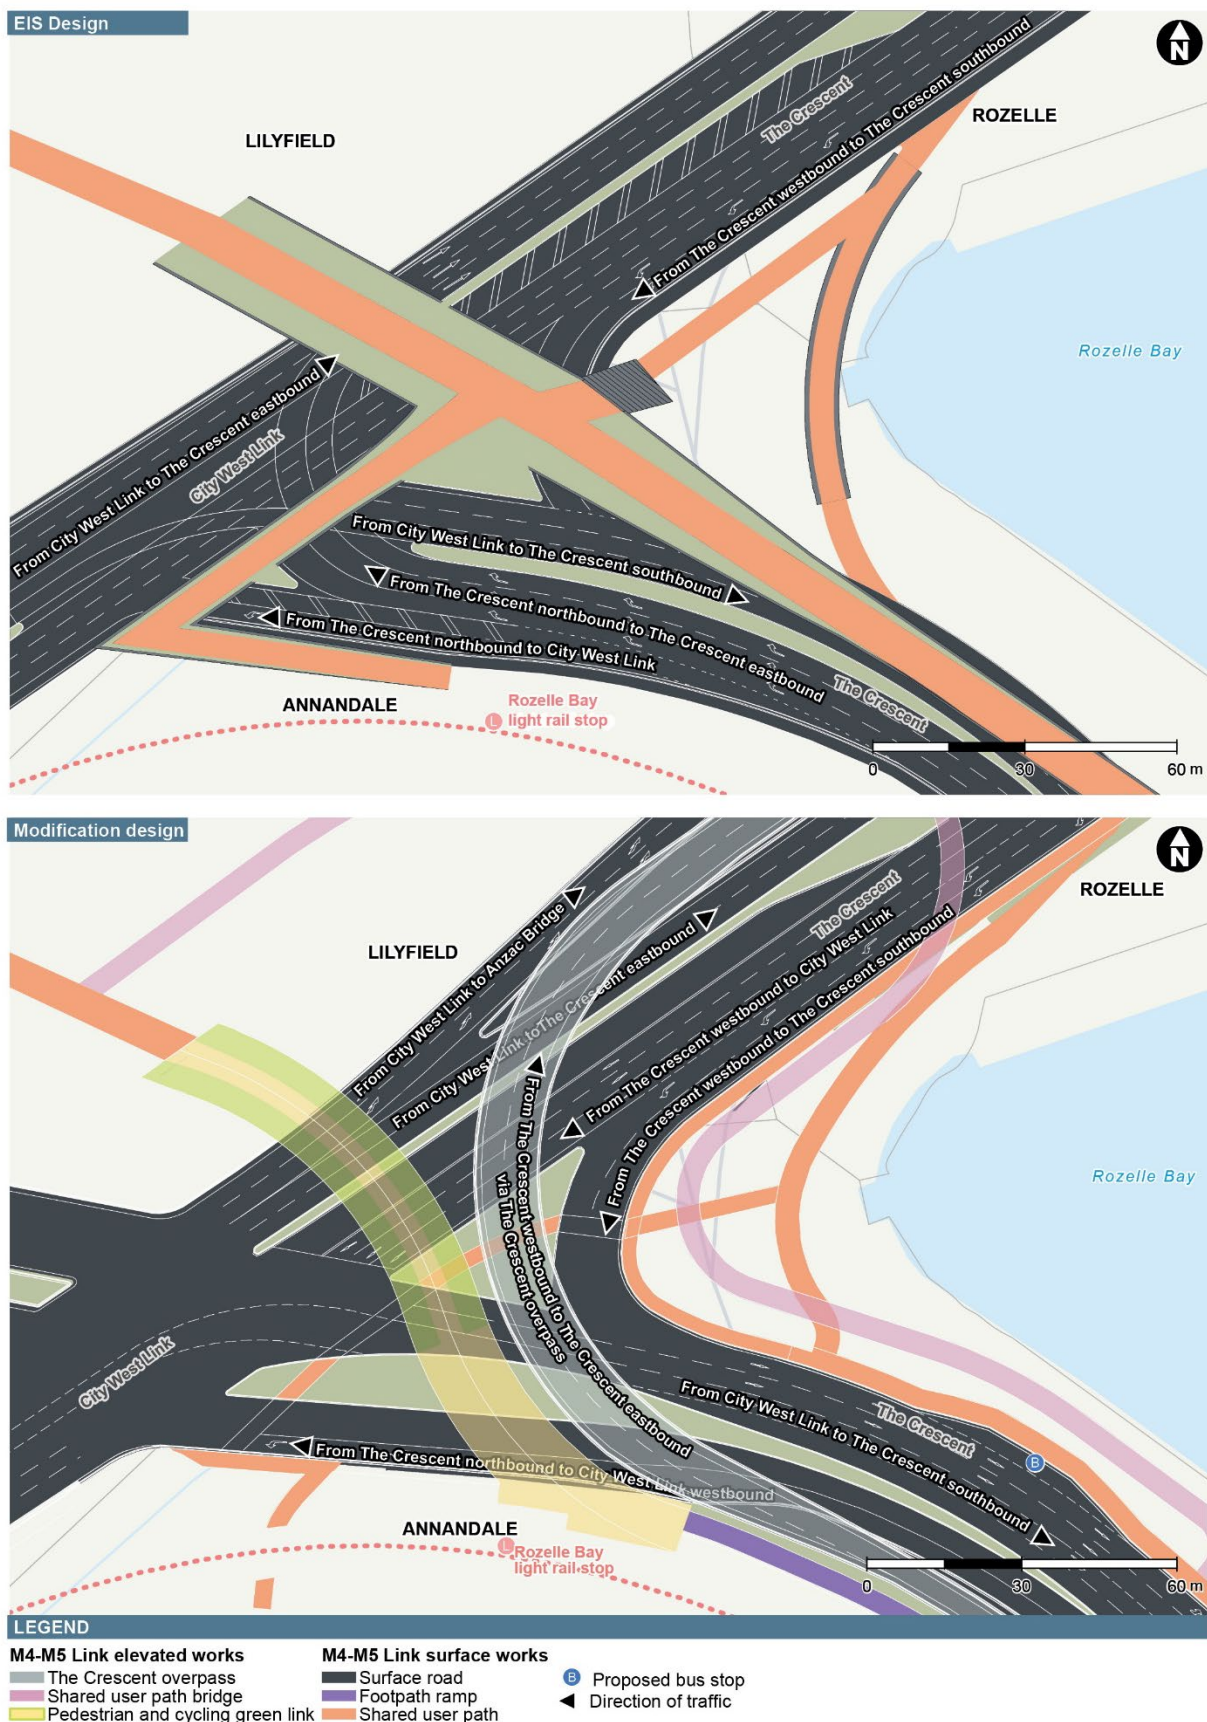 EIS Design
N
LILYFIELD
ROZELLE
The Crescent
From The Crescent westbound to The Crescent southbound
Rozelle Bay
From City West Link to The Crescent eastbound
City West Link
From City West Link to The Crescent southbound
From The Crescent northbound to The Crescent eastbound
From The Crescent northbound to City West Link
The Crescent
ANNANDALE
L
Rozelle Bay
light rail stop
0
30
60 m
Modification design
N
LILYFIELD
ROZELLE
The Crescent
From City West Link to Anzac Bridge
From City West Link to The Crescent eastbound
From The Crescent westbound to City West Link
From The Crescent westbound to The Crescent southbound
From The Crescent westbound to The Crescent eastbound
via The Crescent overpass
Rozelle Bay
City West Link
From City West Link to The Crescent southbound
The Crescent
B
From The Crescent northbound to City West Link westbound
ANNANDALE
L
Rozelle Bay
light rail stop
0
30
60 m
LEGEND
M4-M5 Link elevated works
The Crescent overpass
Shared user path bridge
Pedestrian and cycling green link
M4-M5 Link surface works
Surface road
Footpath ramp
Shared user path
B Proposed bus stop
Direction of traffic